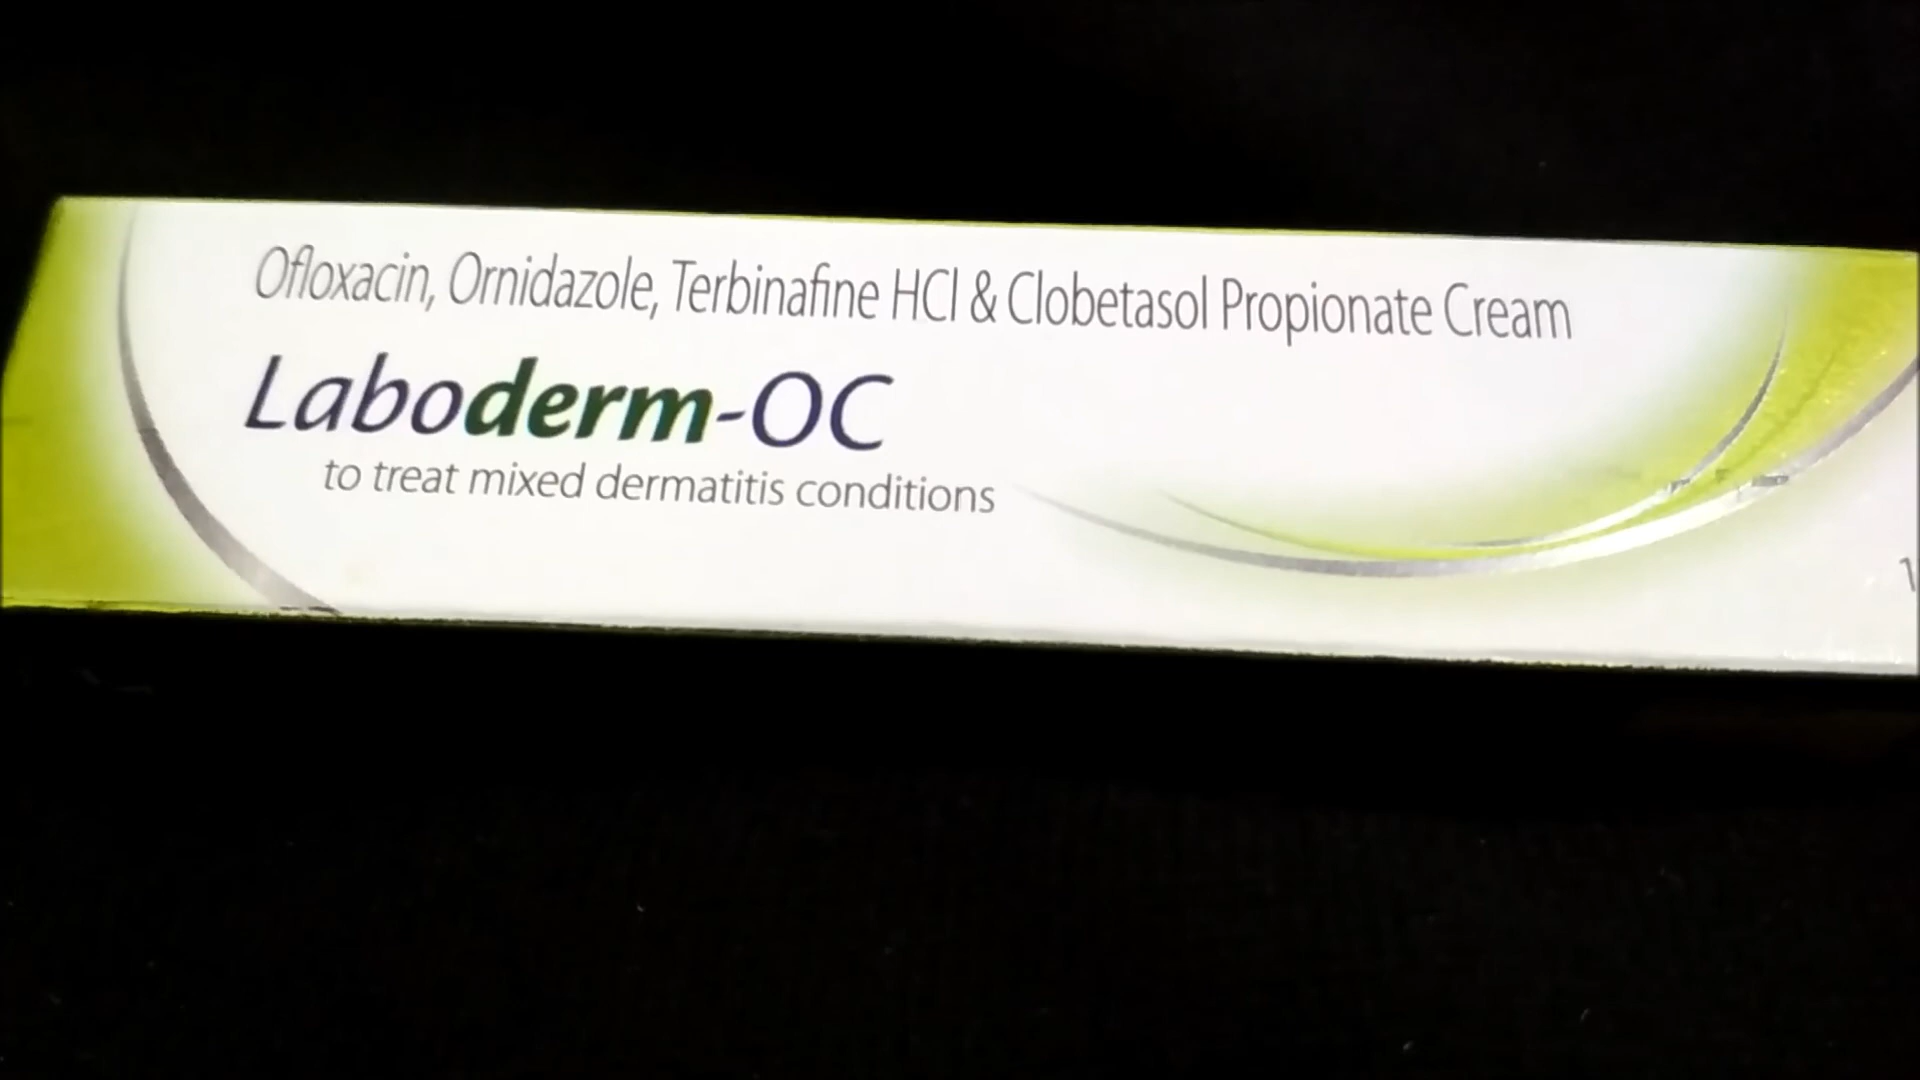 Ofloxacin, Ornidazole, Terbinafine HCl & Clobetasol Propionate Cream
Laboderm-OC
to treat mixed dermatitis conditions